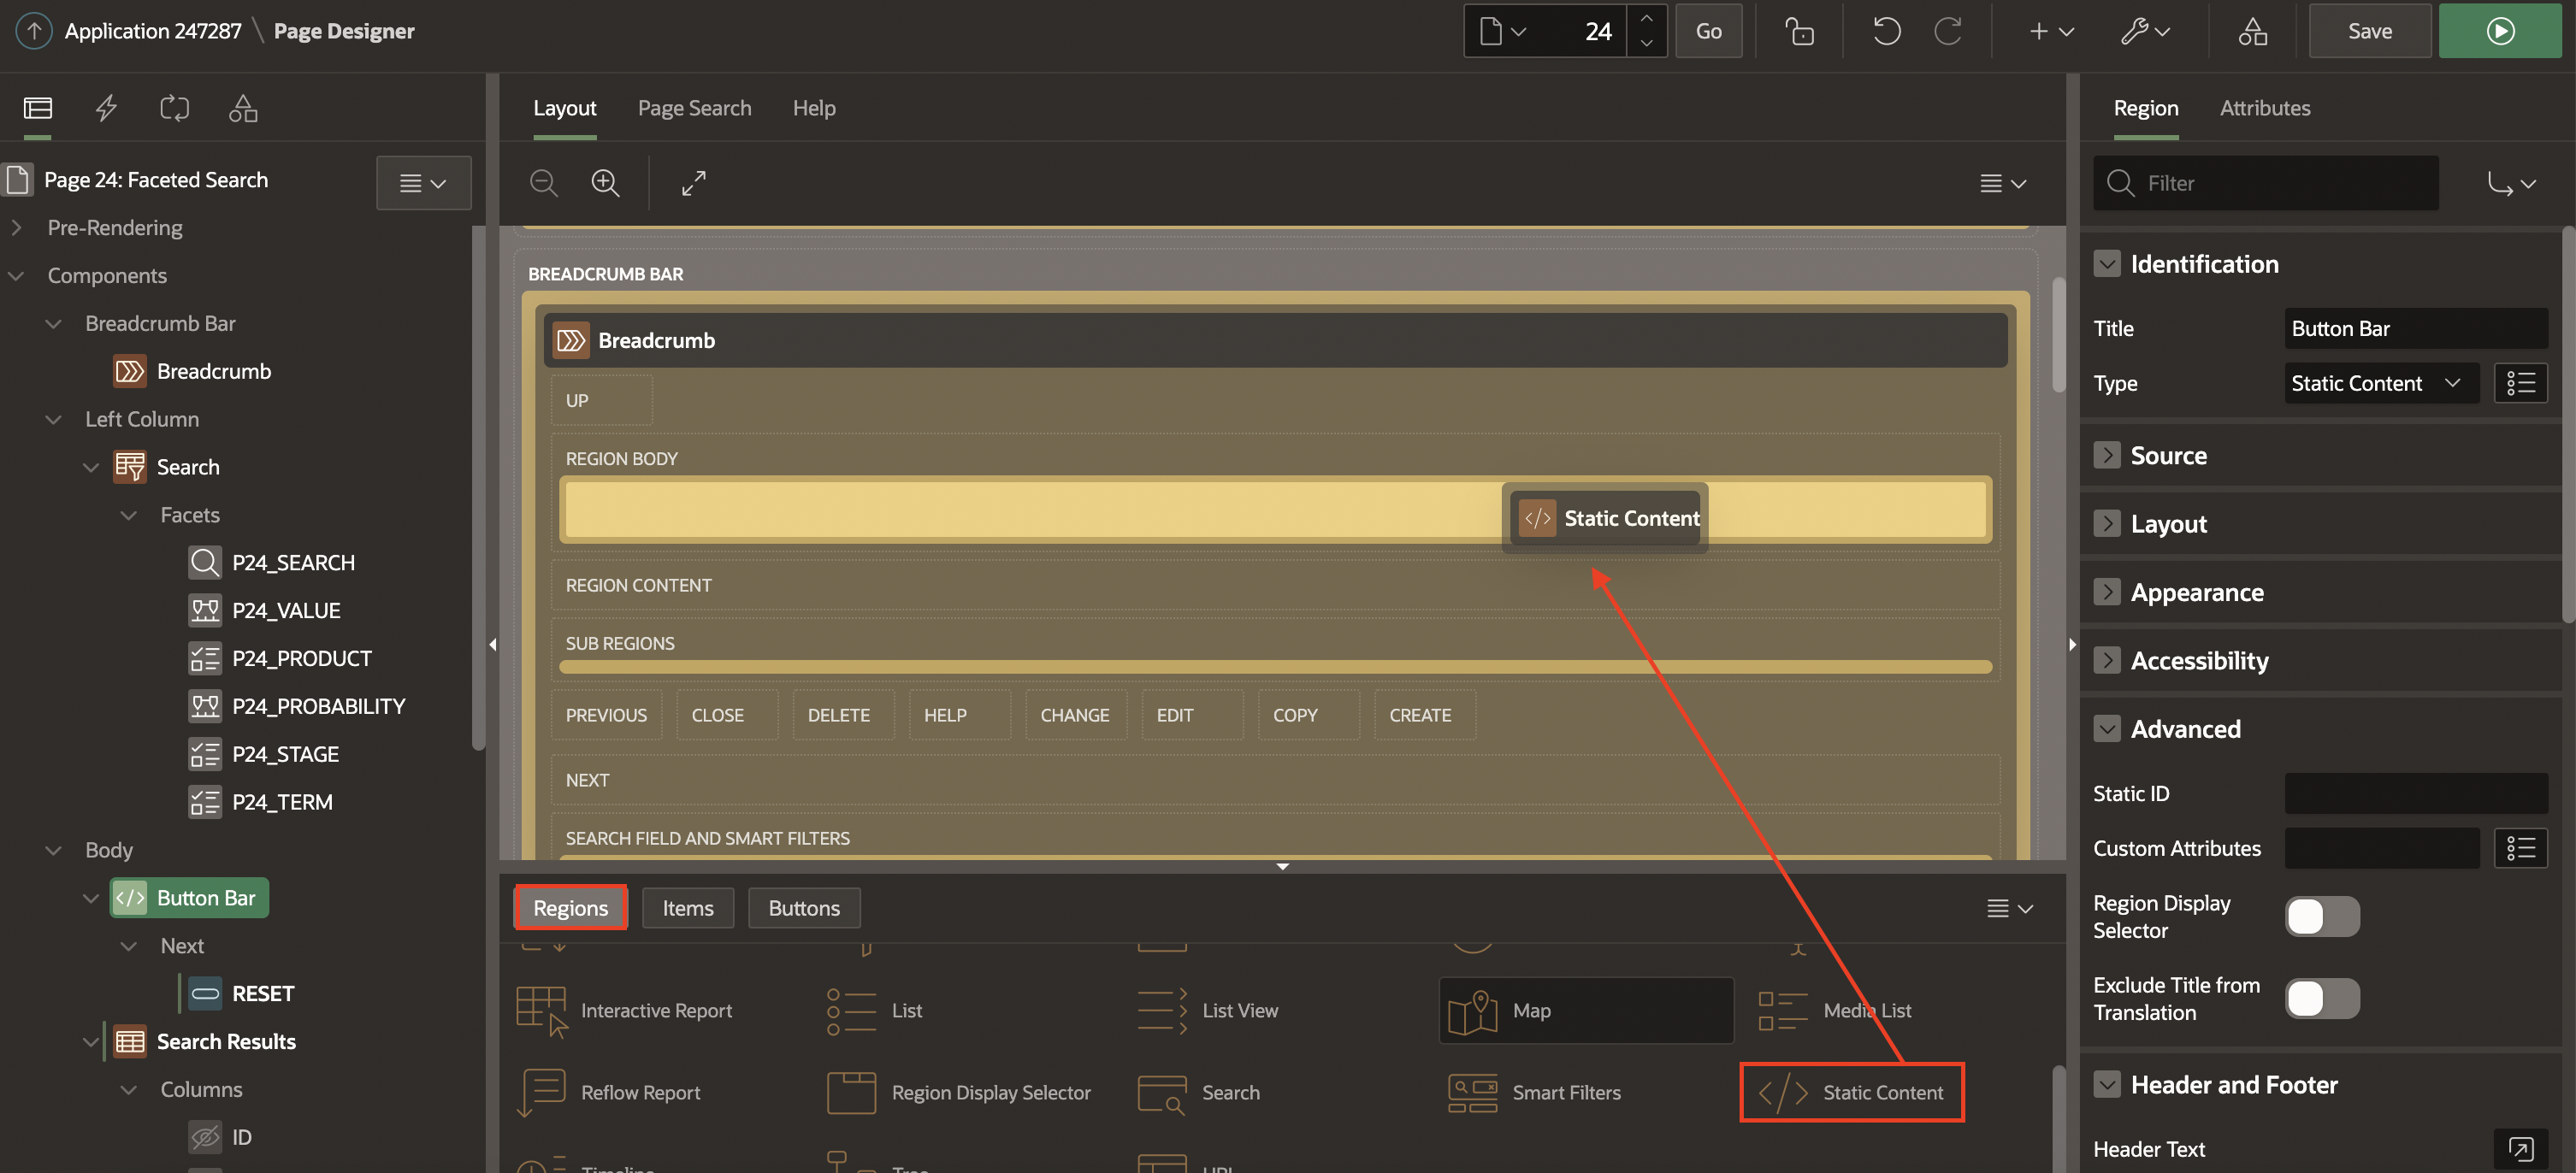 Application 247287 \ Page Designer
24
Go
Save
Page 24: Faceted Search
Pre-Rendering
Components
Breadcrumb Bar
Breadcrumb
Left Column
Search
Facets
P24_SEARCH
P24_VALUE
P24_PRODUCT
P24_PROBABILITY
P24_STAGE
P24_TERM
Body
Button Bar
Next
RESET
Search Results
Columns
ID
Layout Page Search Help
BREADCRUMB BAR
Breadcrumb
UP
REGION BODY
Static Content
REGION CONTENT
SUB REGIONS
PREVIOUS CLOSE DELETE HELP CHANGE EDIT COPY CREATE
NEXT
SEARCH FIELD AND SMART FILTERS
Regions Items Buttons
Interactive Report List List View Map Media List
Reflow Report Region Display Selector Search Smart Filters Static Content
Region Attributes
Filter
Identification
Title Button Bar
Type Static Content
Source
Layout
Appearance
Accessibility
Advanced
Static ID
Custom Attributes
Region Display
Selector
Exclude Title from
Translation
Header and Footer
Header Text